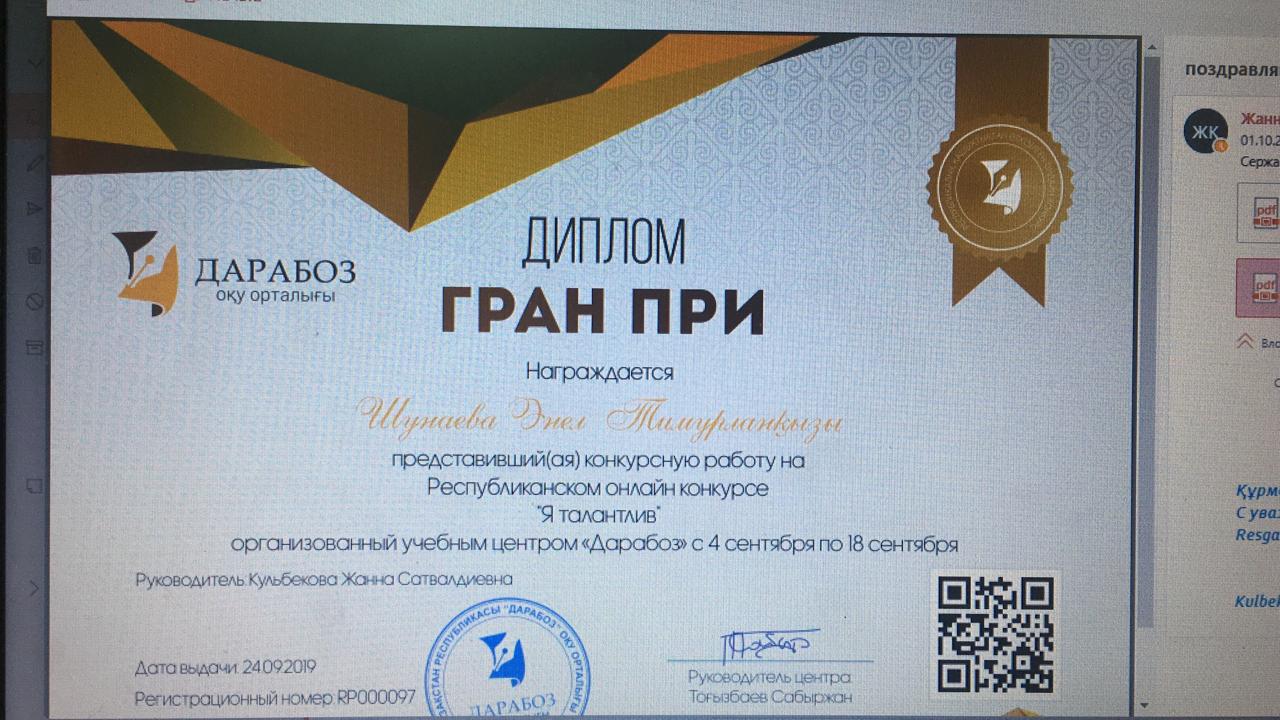 ДАРАБОЗ
оқу орталығы
ДИПЛОМ
ГРАН ПРИ
Награждается
Шунаева Энел Тимурланқызы
представивший(ая) конкурсную работу на
Республиканском онлайн конкурсе
"Я талантлив"
организованный учебным центром «Дарабоз» с 4 сентября по 18 сентября
Руководитель: Кульбекова Жанна Сатвалдиевна
Дата выдачи: 24.09.2019
Регистрационный номер: RP000097
РЕСПУБЛИКАСЫ "ДАРАБОЗ" ОҚУ ОРТАЛЫҒЫ
ДАРАБОЗ
Руководитель центра:
Тоғызбаев Сабыржан
поздравля
ЖК
Жанн
01.10.2
Сержа
pdf
pdf
Вло
Құрм
С ува
Resga
Kulbek